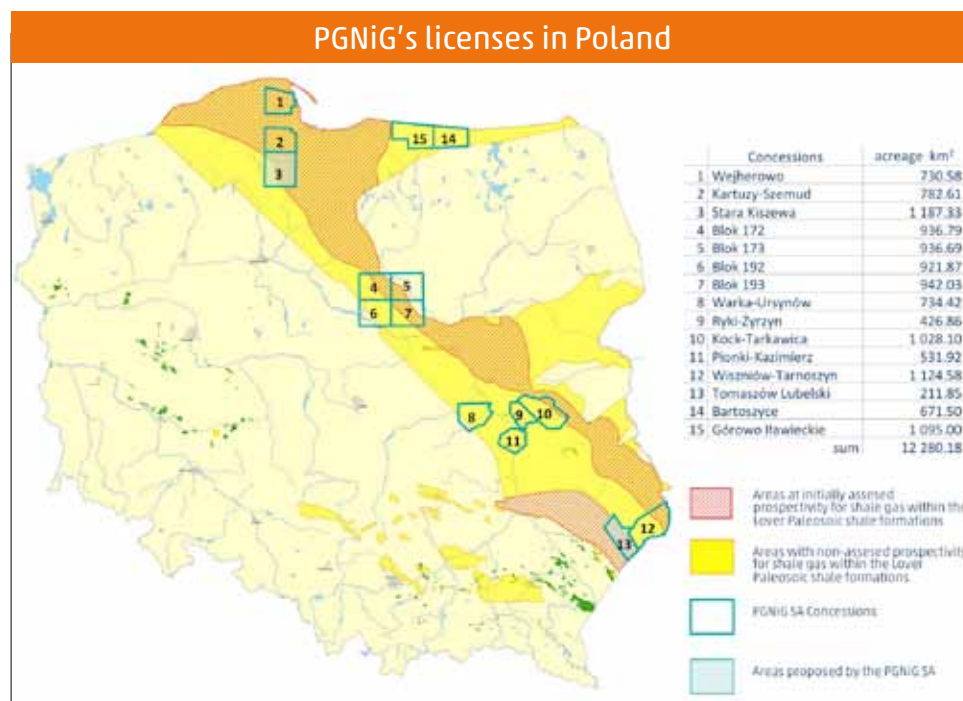 PGNiG's licenses in Poland
1
15 14
2
3
4 5
6 7
8
9 10
11
12
13
Concessions acreage km²
1 Wejherowo 730.58
2 Kartuzy-Szemud 782.61
3 Stara Kiszewa 1 187.33
4 Blok 172 936.79
5 Blok 173 936.69
6 Blok 192 921.87
7 Blok 193 942.03
8 Warka-Ursynów 734.42
9 Ryki-Żyrzyn 426.86
10 Kock-Tarkawica 1 028.10
11 Pionki-Kazimierz 531.92
12 Wiszniów-Tarnoszyn 1 124.58
13 Tomaszów Lubelski 211.85
14 Bartoszyce 671.50
15 Górowo Iławieckie 1 095.00
sum 12 280.18
Areas at initially assesed
prospectivity for shale gas within the
Lover Paleosoic shale formations
Areas with non-assesed prospectivity
for shale gas within the Lover
Paleosoic shale formations.
PGNiG SA Concessions
Areas proposed by the PGNiG SA